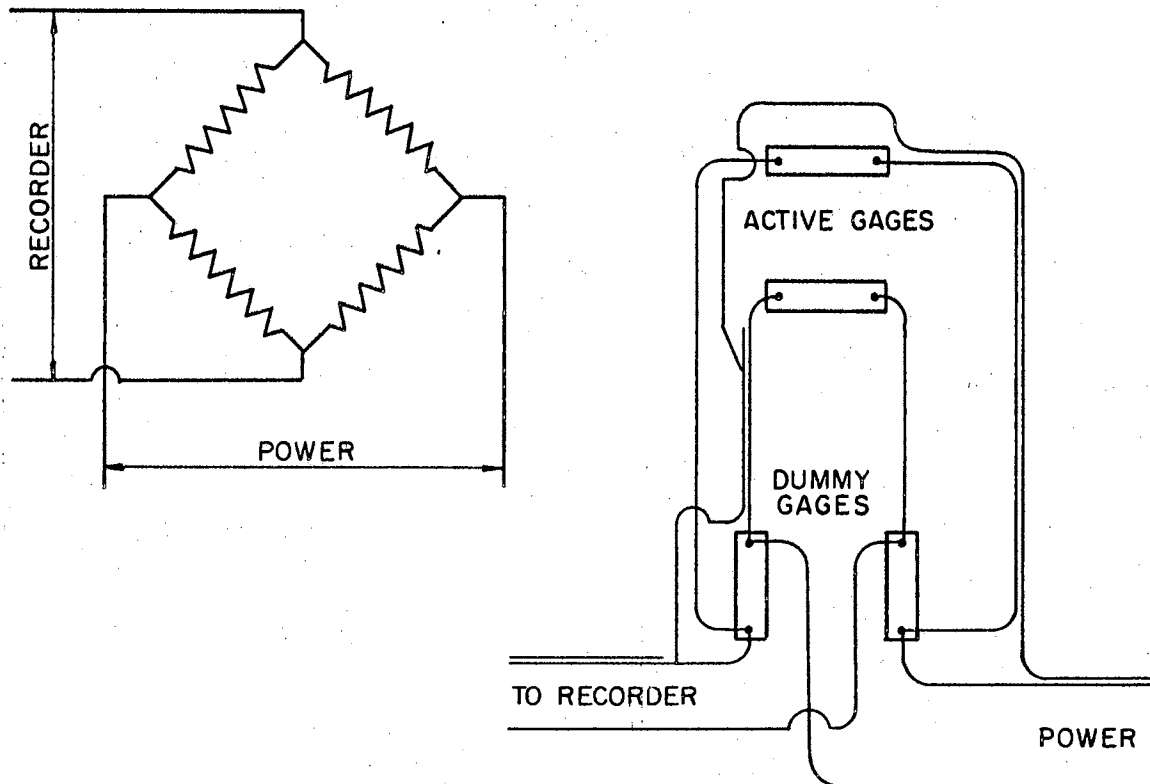 RECORDER
POWER
ACTIVE GAGES
DUMMY
GAGES
TO RECORDER
POWER